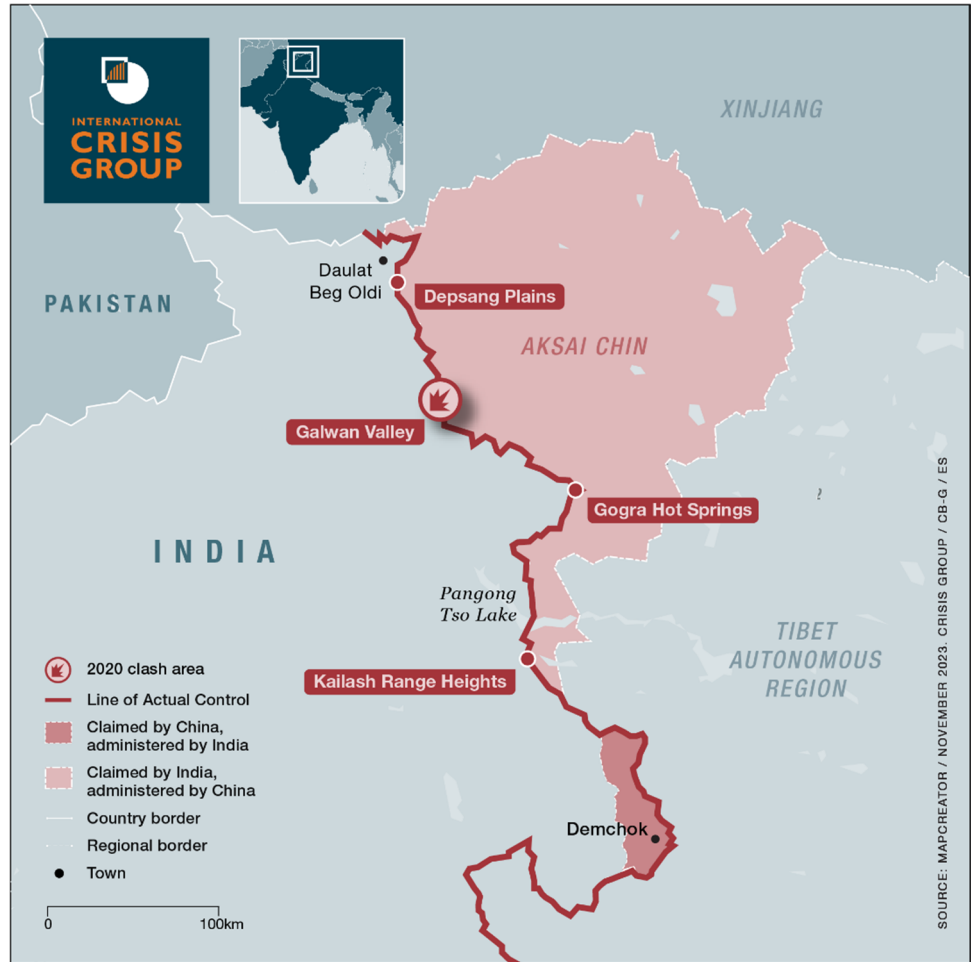 INTERNATIONAL
CRISIS
GROUP
XINJIANG
PAKISTAN
Daulat
Beg Oldi
Depsang Plains
AKSAI CHIN
Galwan Valley
Gogra Hot Springs
INDIA
Pangong
Tso Lake
TIBET
AUTONOMOUS
REGION
Kailash Range Heights
Demchok
2020 clash area
Line of Actual Control
Claimed by China,
administered by India
Claimed by India,
administered by China
Country border
Regional border
Town
0
100km
SOURCE: MAPCREATOR / NOVEMBER 2023. CRISIS GROUP / CB-G / ES